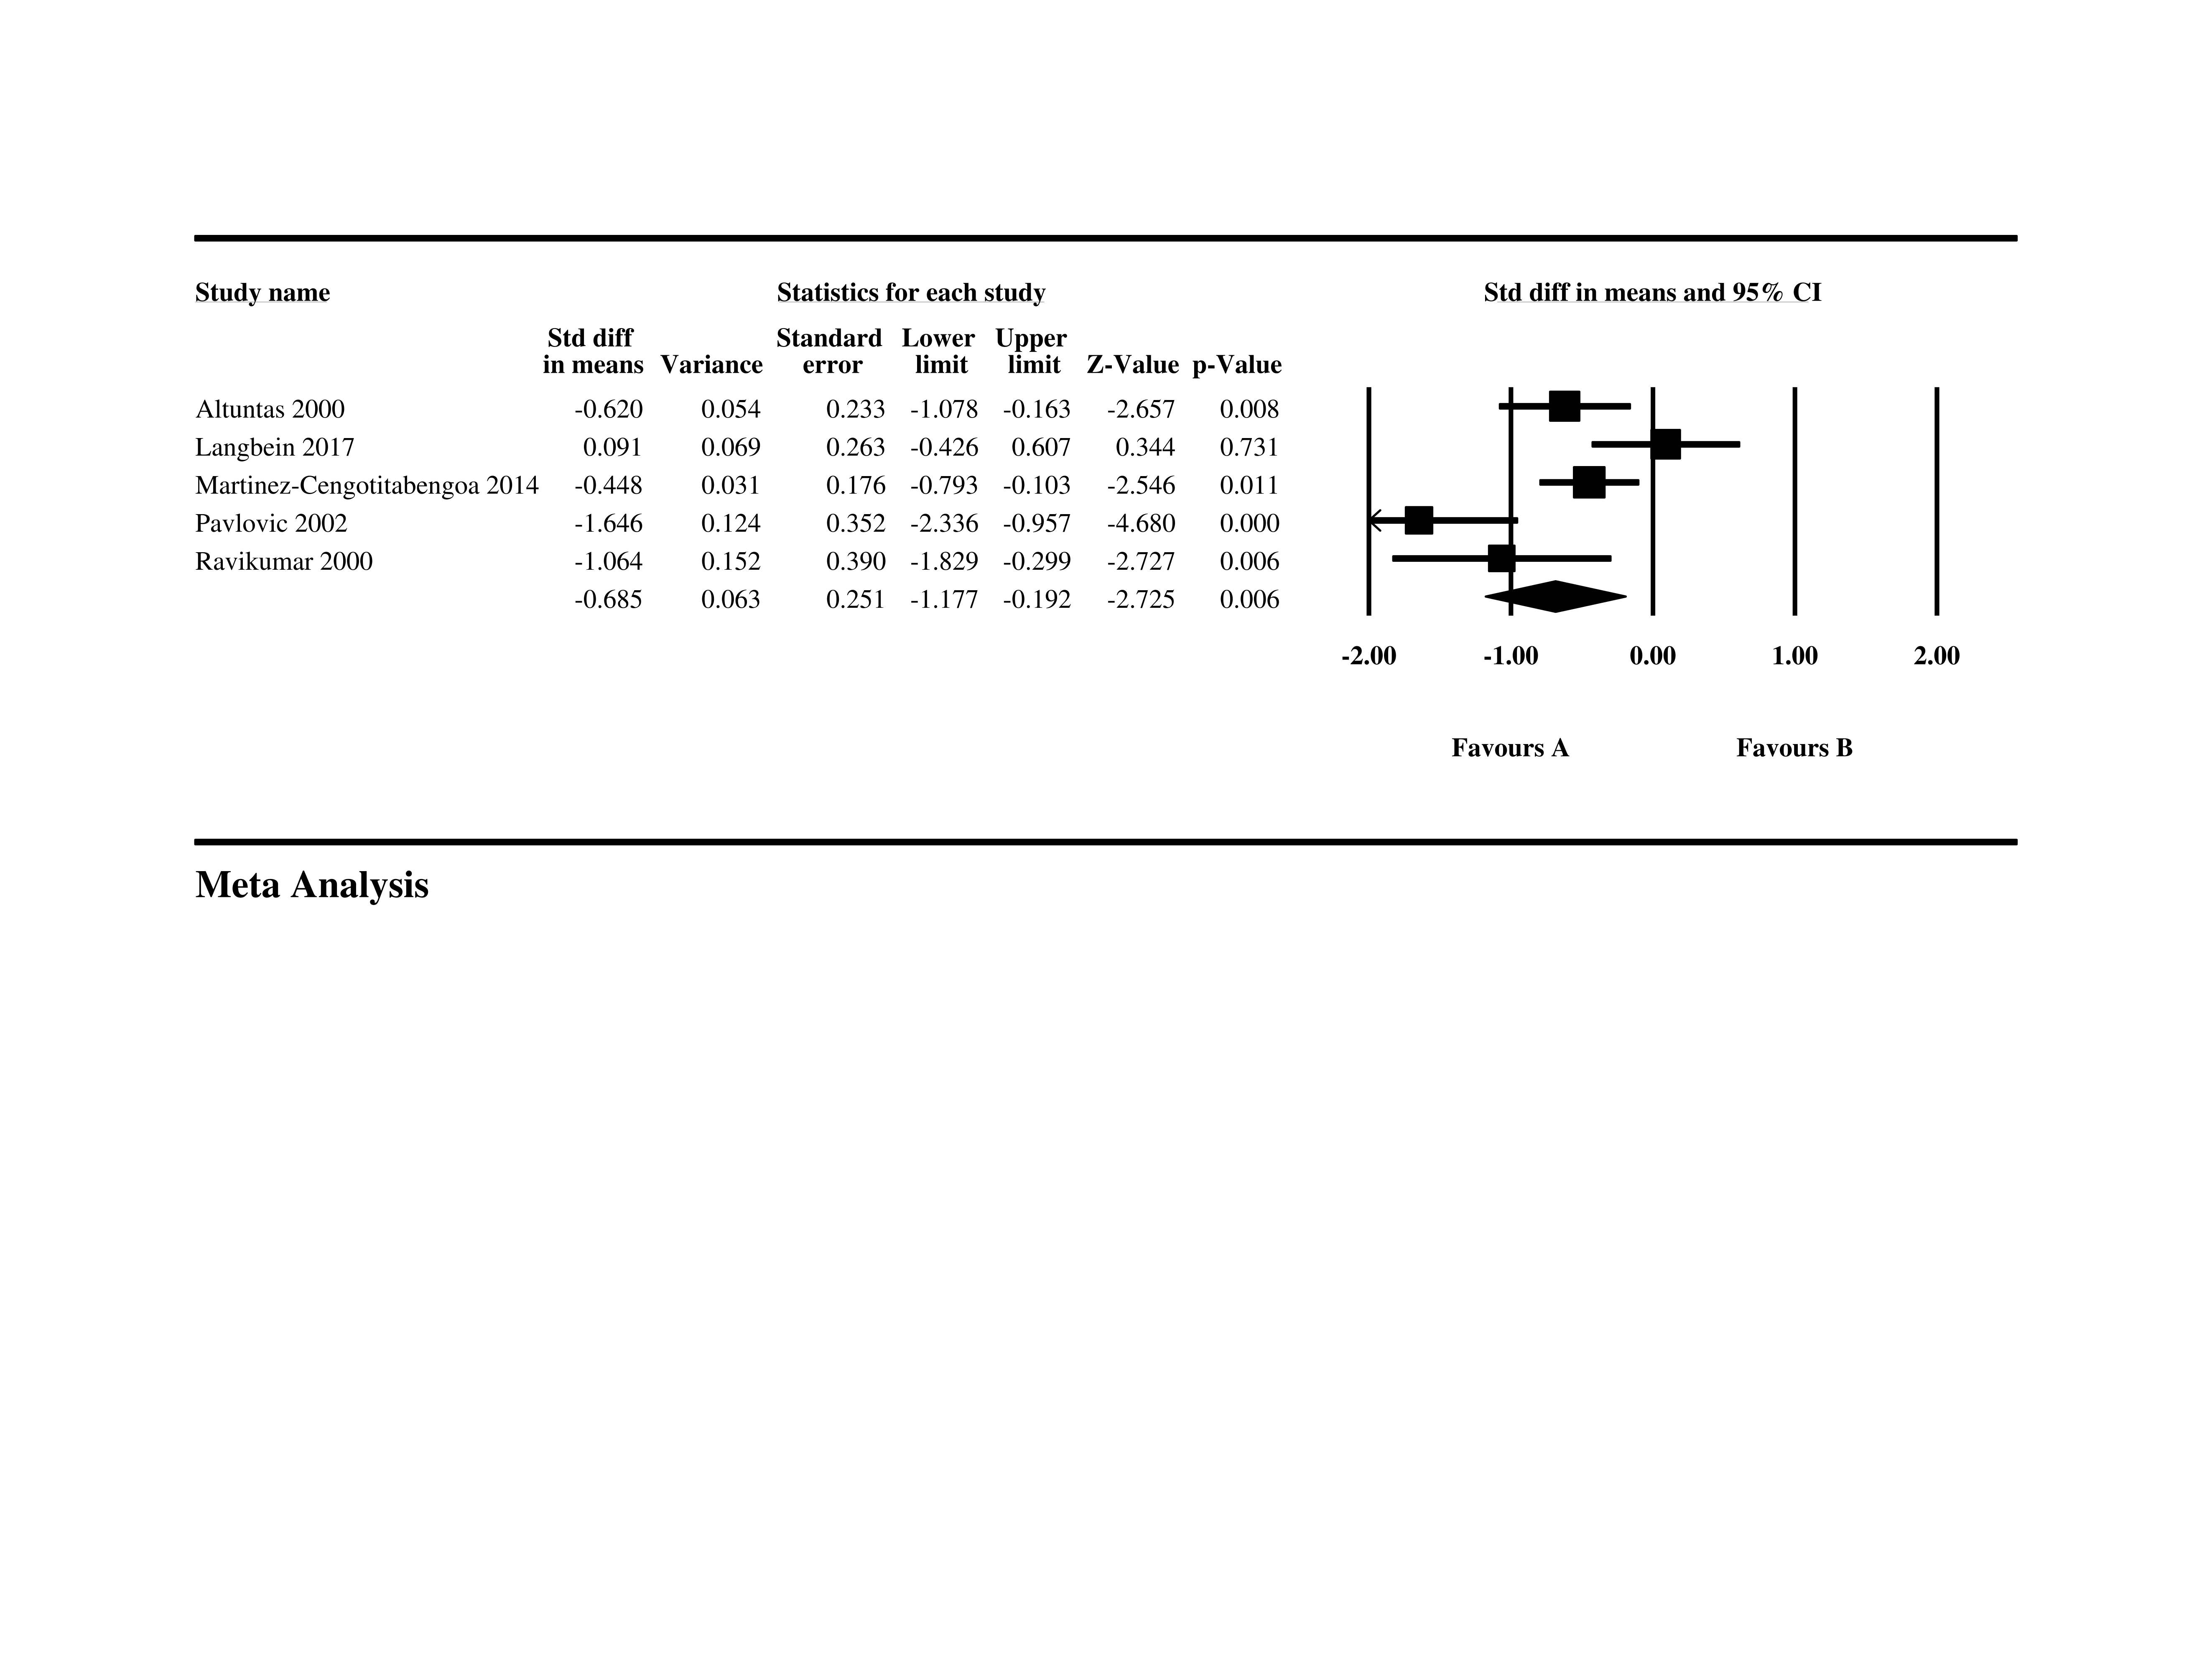 Study name Statistics for each study Std diff in means and 95% CI
Std diff Standard Lower Upper
in means Variance error limit limit Z-Value p-Value
Altuntas 2000 -0.620 0.054 0.233 -1.078 -0.163 -2.657 0.008
Langbein 2017 0.091 0.069 0.263 -0.426 0.607 0.344 0.731
Martinez-Cengotitabengoa 2014 -0.448 0.031 0.176 -0.793 -0.103 -2.546 0.011
Pavlovic 2002 -1.646 0.124 0.352 -2.336 -0.957 -4.680 0.000
Ravikumar 2000 -1.064 0.152 0.390 -1.829 -0.299 -2.727 0.006
-0.685 0.063 0.251 -1.177 -0.192 -2.725 0.006
-2.00 -1.00 0.00 1.00 2.00
Favours A Favours B
Meta Analysis